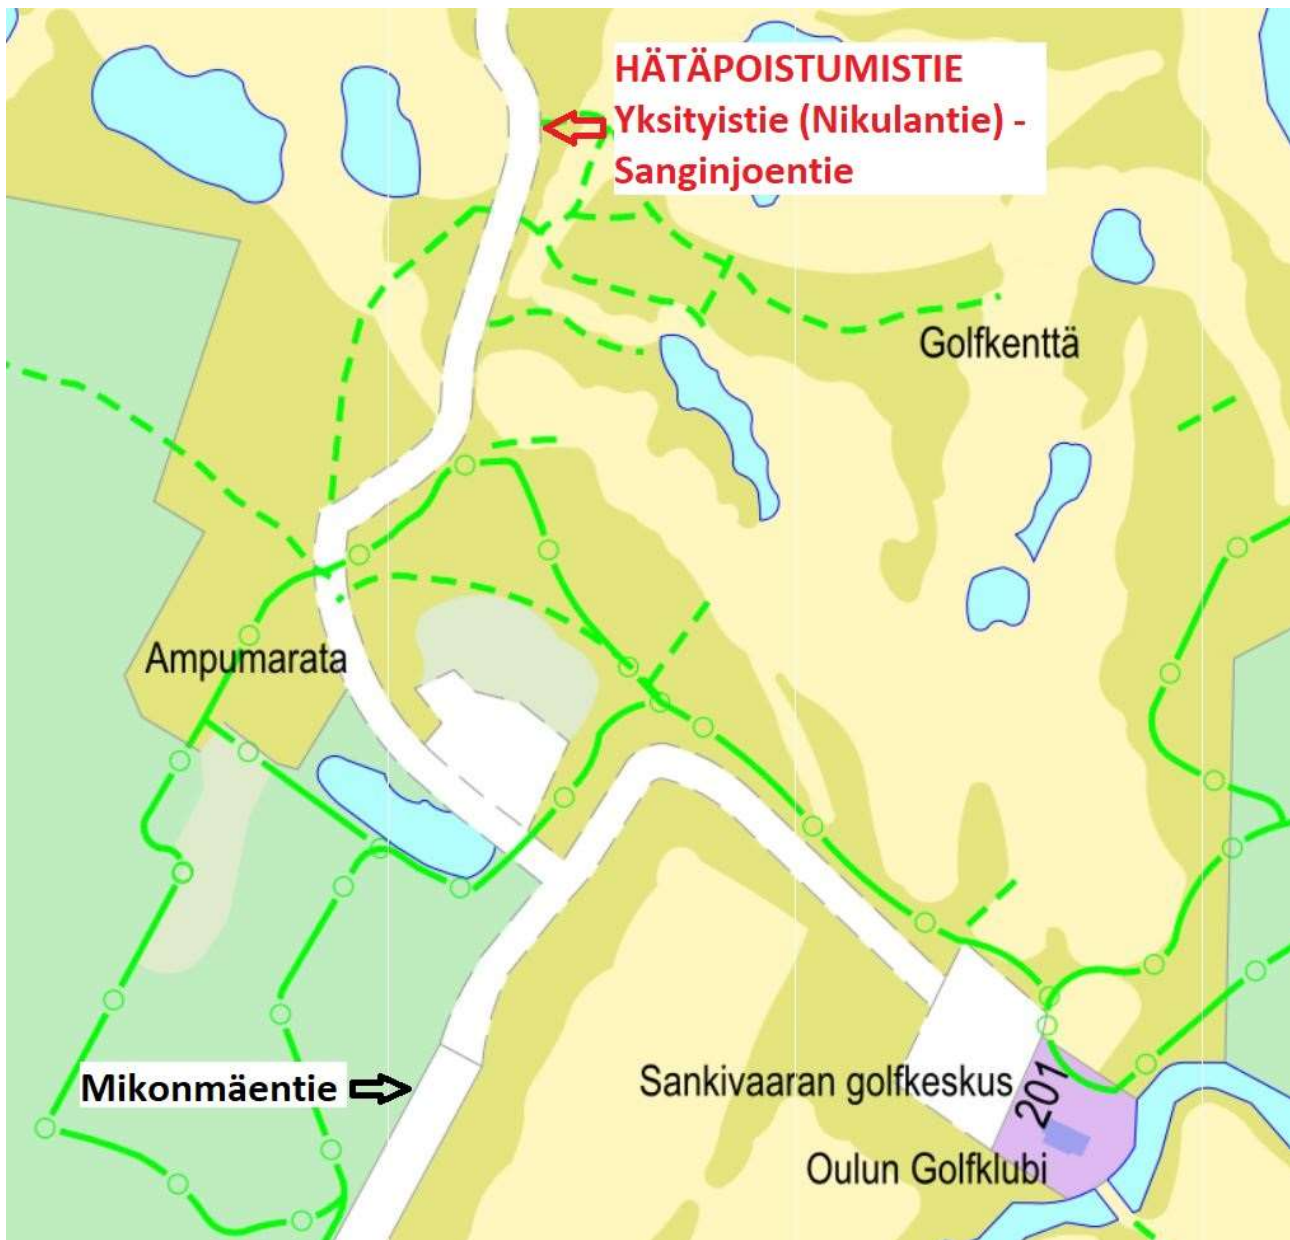 HÄTÄPOISTUMISTIE
Yksityistie (Nikulantie) -
Sanginjoentie
Golfkenttä
Ampumarata
Mikonmäentie
Sankivaaran golfkeskus
201
Oulun Golfklubi